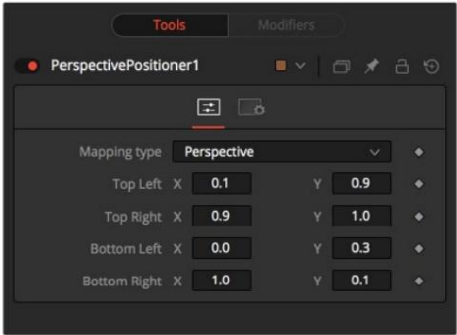 Tools Modifiers
PerspectivePositioner1
Mapping type Perspective
Top Left X 0.1 Y 0.9
Top Right X 0.9 Y 1.0
Bottom Left X 0.0 Y 0.3
Bottom Right X 1.0 Y 0.1